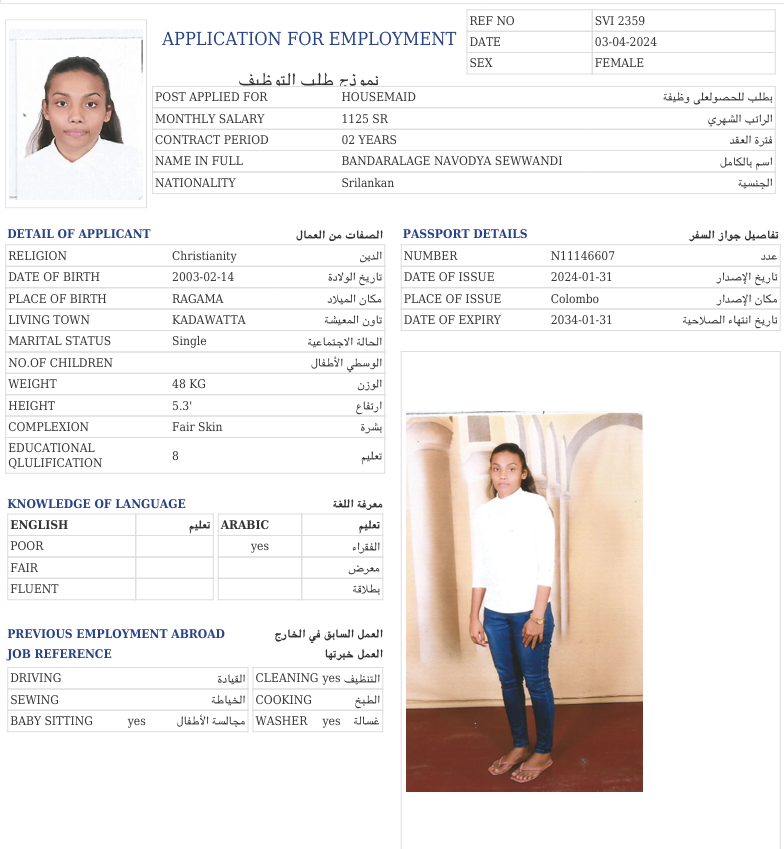 APPLICATION FOR EMPLOYMENT
نموذج طلب التوظيف
REF NO SVI 2359
DATE 03-04-2024
SEX FEMALE
POST APPLIED FOR HOUSEMAID بطلب للحصولعلى وظيفة
MONTHLY SALARY 1125 SR الراتب الشهري
CONTRACT PERIOD 02 YEARS فترة العقد
NAME IN FULL BANDARALAGE NAVODYA SEWWANDI اسم بالكامل
NATIONALITY Srilankan الجنسية
DETAIL OF APPLICANT الصفات من العمال
RELIGION Christianity الدين
DATE OF BIRTH 2003-02-14 تاريخ الولادة
PLACE OF BIRTH RAGAMA مكان الميلاد
LIVING TOWN KADAWATTA تاون المعيشة
MARITAL STATUS Single الحالة الاجتماعية
NO.OF CHILDREN الوسطي الأطفال
WEIGHT 48 KG الوزن
HEIGHT 5.3' ارتفاع
COMPLEXION Fair Skin بشرة
EDUCATIONAL
QLULIFICATION 8 تعليم
PASSPORT DETAILS تفاصيل جواز السفر
NUMBER N11146607 عدد
DATE OF ISSUE 2024-01-31 تاريخ الإصدار
PLACE OF ISSUE Colombo مكان الإصدار
DATE OF EXPIRY 2034-01-31 تاريخ انتهاء الصلاحية
KNOWLEDGE OF LANGUAGE معرفة اللغة
ENGLISH تعليم ARABIC تعليم
POOR yes الفقراء
FAIR معرض
FLUENT بطلاقة
PREVIOUS EMPLOYMENT ABROAD العمل السابق في الخارج
JOB REFERENCE العمل خبرتها
DRIVING القيادة CLEANING yes التنظيف
SEWING الخياطة COOKING الطبخ
BABY SITTING yes مجالسة الأطفال WASHER yes غسالة